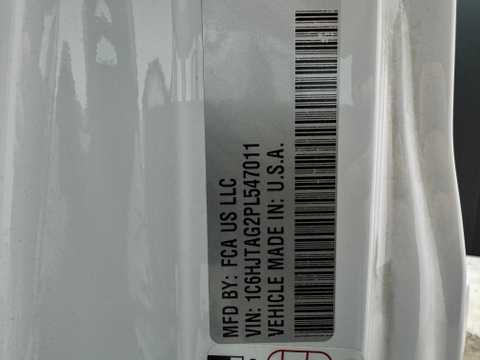 MFD BY: FCA US LLC
VIN: 1C6HJTAG2PL547011
VEHICLE MADE IN: U.S.A.